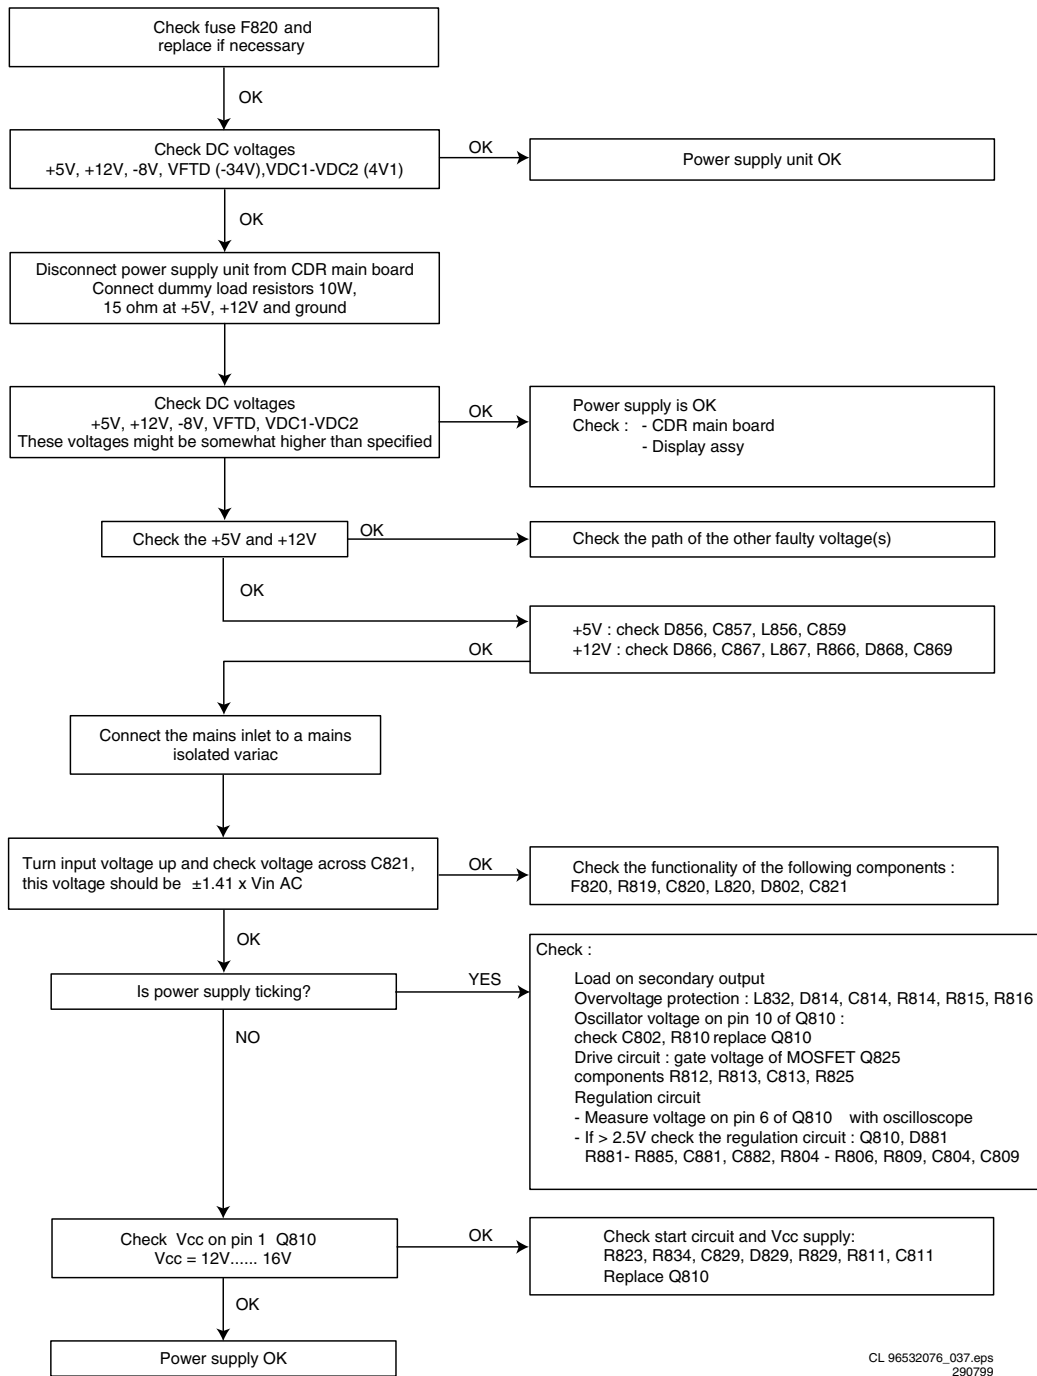 Check fuse F820 and
replace if necessary
OK
Check DC voltages
+5V, +12V, -8V, VFTD (-34V),VDC1-VDC2 (4V1)
OK
Power supply unit OK
OK
Disconnect power supply unit from CDR main board
Connect dummy load resistors 10W,
15 ohm at +5V, +12V and ground
Check DC voltages
+5V, +12V, -8V, VFTD, VDC1-VDC2
These voltages might be somewhat higher than specified
OK
Power supply is OK
Check : - CDR main board
- Display assy
Check the +5V and +12V
OK
Check the path of the other faulty voltage(s)
OK
+5V : check D856, C857, L856, C859
+12V : check D866, C867, L867, R866, D868, C869
OK
Connect the mains inlet to a mains
isolated variac
Turn input voltage up and check voltage across C821,
this voltage should be ±1.41 x Vin AC
OK
Check the functionality of the following components :
F820, R819, C820, L820, D802, C821
OK
Is power supply ticking?
YES
Check :
Load on secondary output
Overvoltage protection : L832, D814, C814, R814, R815, R816
Oscillator voltage on pin 10 of Q810 :
check C802, R810 replace Q810
Drive circuit : gate voltage of MOSFET Q825
components R812, R813, C813, R825
Regulation circuit
- Measure voltage on pin 6 of Q810 with oscilloscope
- If > 2.5V check the regulation circuit : Q810, D881
R881- R885, C881, C882, R804 - R806, R809, C804, C809
NO
Check Vcc on pin 1 Q810
Vcc = 12V...... 16V
OK
Check start circuit and Vcc supply:
R823, R834, C829, D829, R829, R811, C811
Replace Q810
OK
Power supply OK
CL 96532076_037.eps
290799